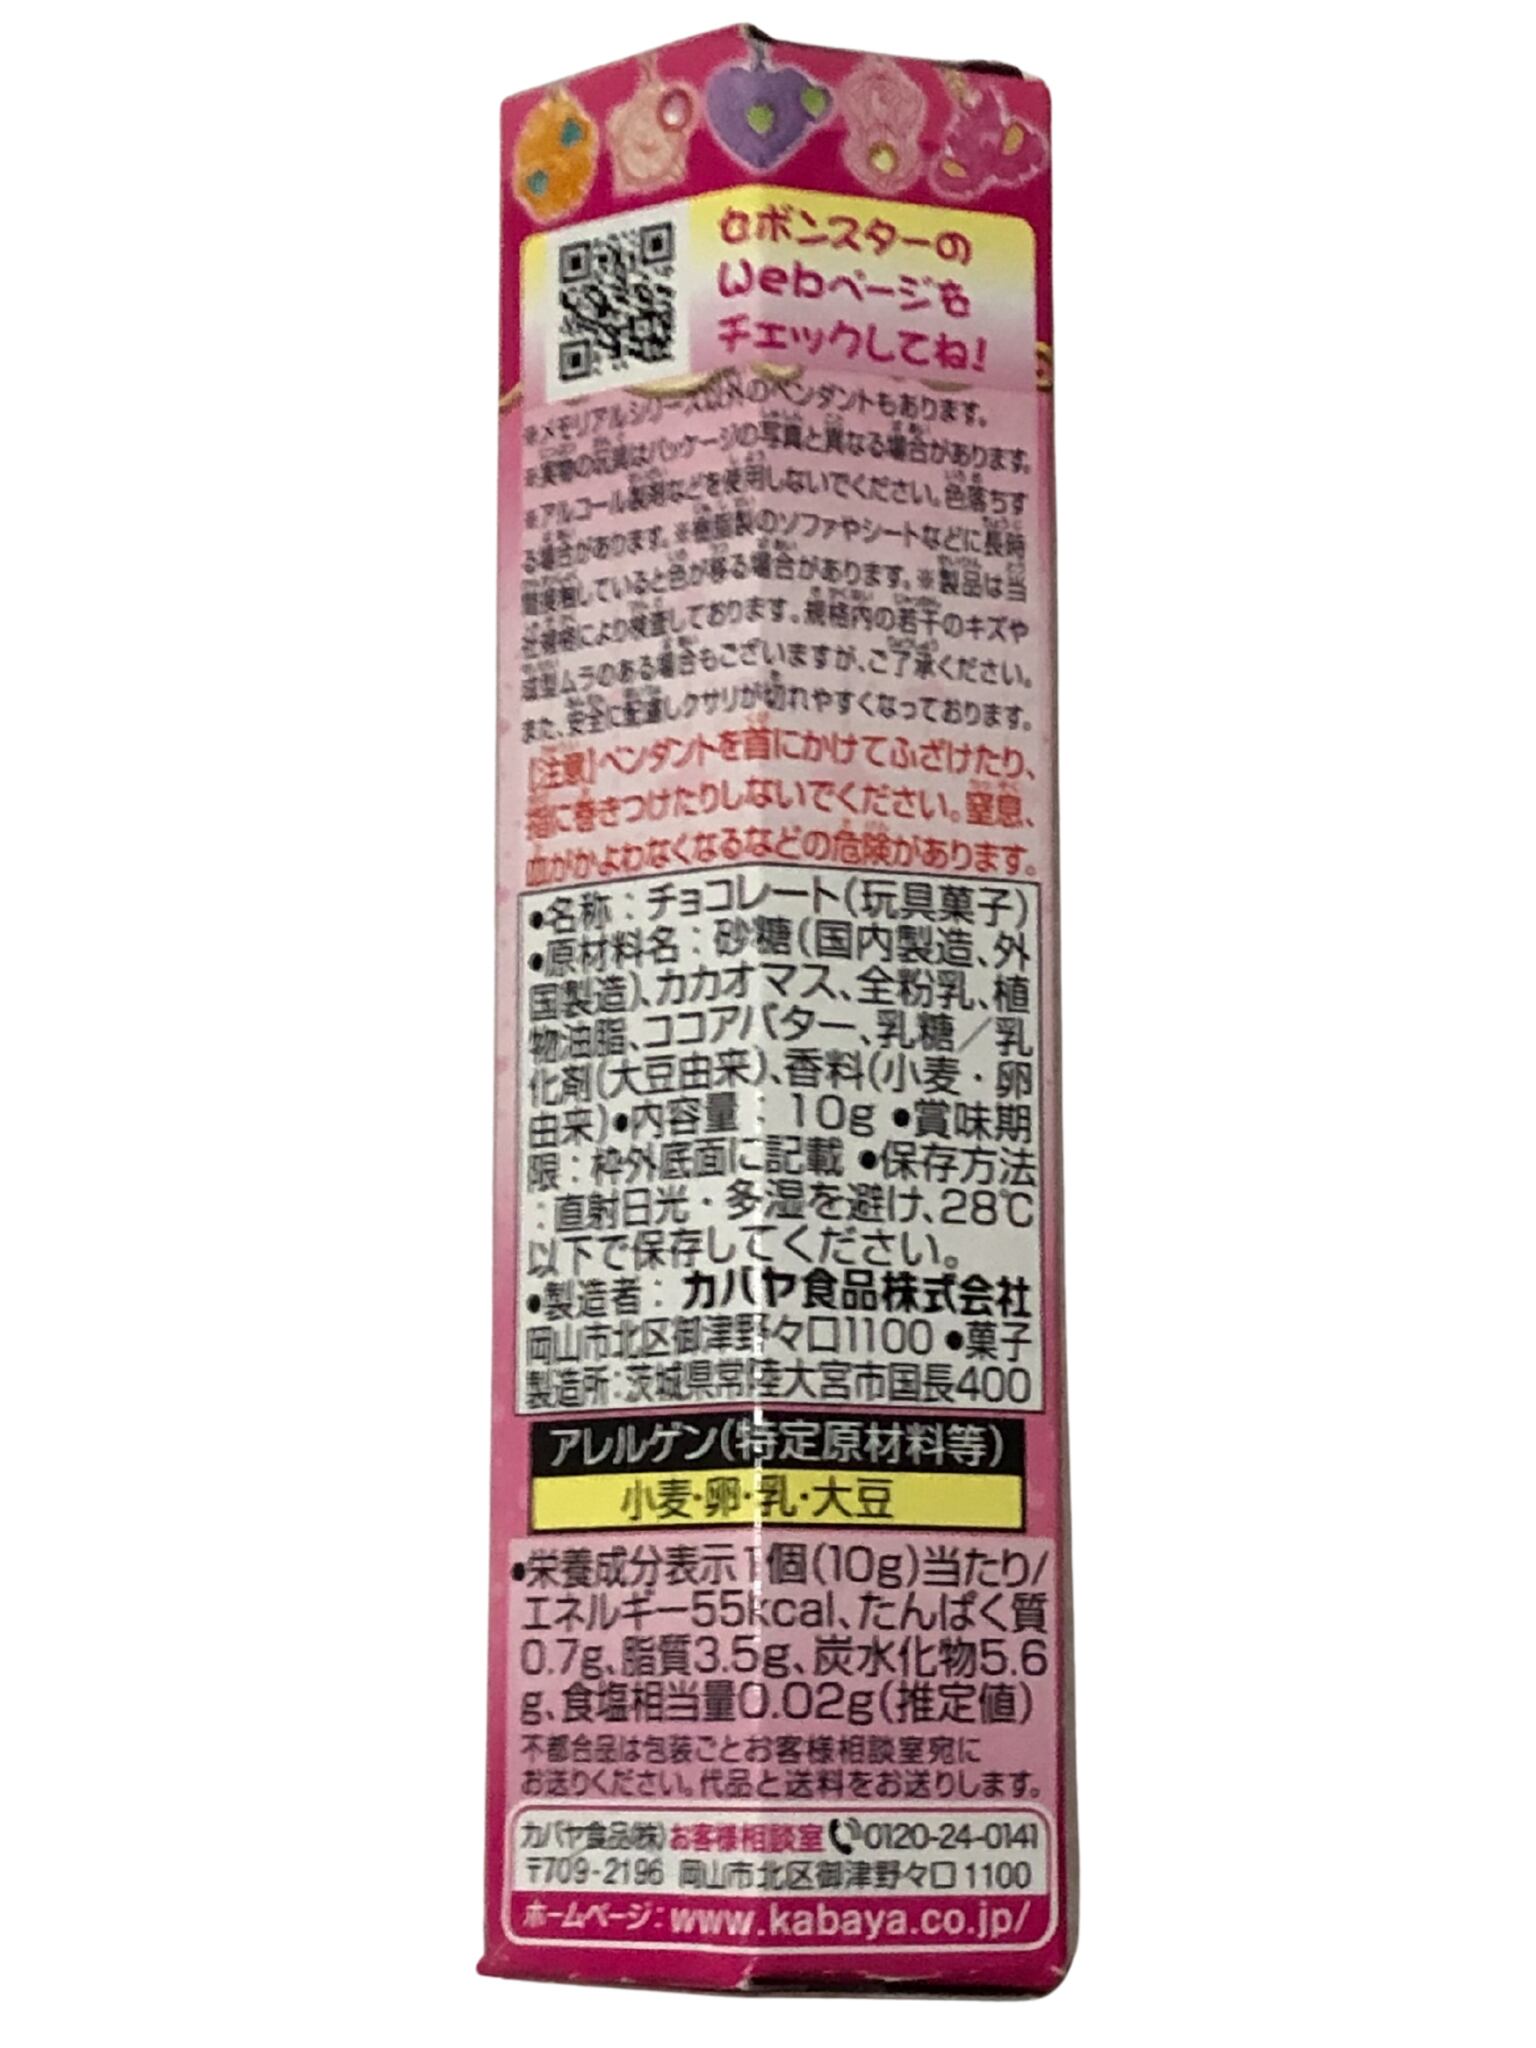 セボンスターの
Webページを
チェックしてね!
※メモリアルシリーズ以外のペンダントもあります。
※実物の玩具はパッケージの写真と異なる場合があります。
※アルコール製剤などを使用しないでください。色落ちす
る場合があります。※樹脂製のソファやシートなどに長時
間接触していると色が移る場合があります。※製品は当
社規格により検査しております。規格内の若干のキズや
成型ムラのある場合もございますが、ご了承ください。
また、安全に配慮しクサリが切れやすくなっております。
【注意】ペンダントを首にかけてふざけたり、
指に巻きつけたりしないでください。窒息、
血がかよわなくなるなどの危険があります。
●名称:チョコレート(玩具菓子)
●原材料名:砂糖(国内製造、外
国製造)、カカオマス、全粉乳、植
物油脂、ココアバター、乳糖/乳
化剤(大豆由来)、香料(小麦・卵
由来)●内容量:10g ●賞味期
限:枠外底面に記載 ●保存方法
:直射日光・多湿を避け、28℃
以下で保存してください。
●製造者:カバヤ食品株式会社
岡山市北区御津野々口1100 ●菓子
製造所:茨城県常陸大宮市国長400
アレルゲン(特定原材料等)
小麦・卵・乳・大豆
●栄養成分表示1個(10g)当たり/
エネルギー55kcal、たんぱく質
0.7g、脂質3.5g、炭水化物5.6
g、食塩相当量0.02g(推定値)
不都合品は包装ごとお客様相談室宛に
お送りください。代品と送料をお送りします。
カバヤ食品(株)お客様相談室 0120-24-0141
〒709-2196 岡山市北区御津野々口1100
ホームページ:www.kabaya.co.jp/